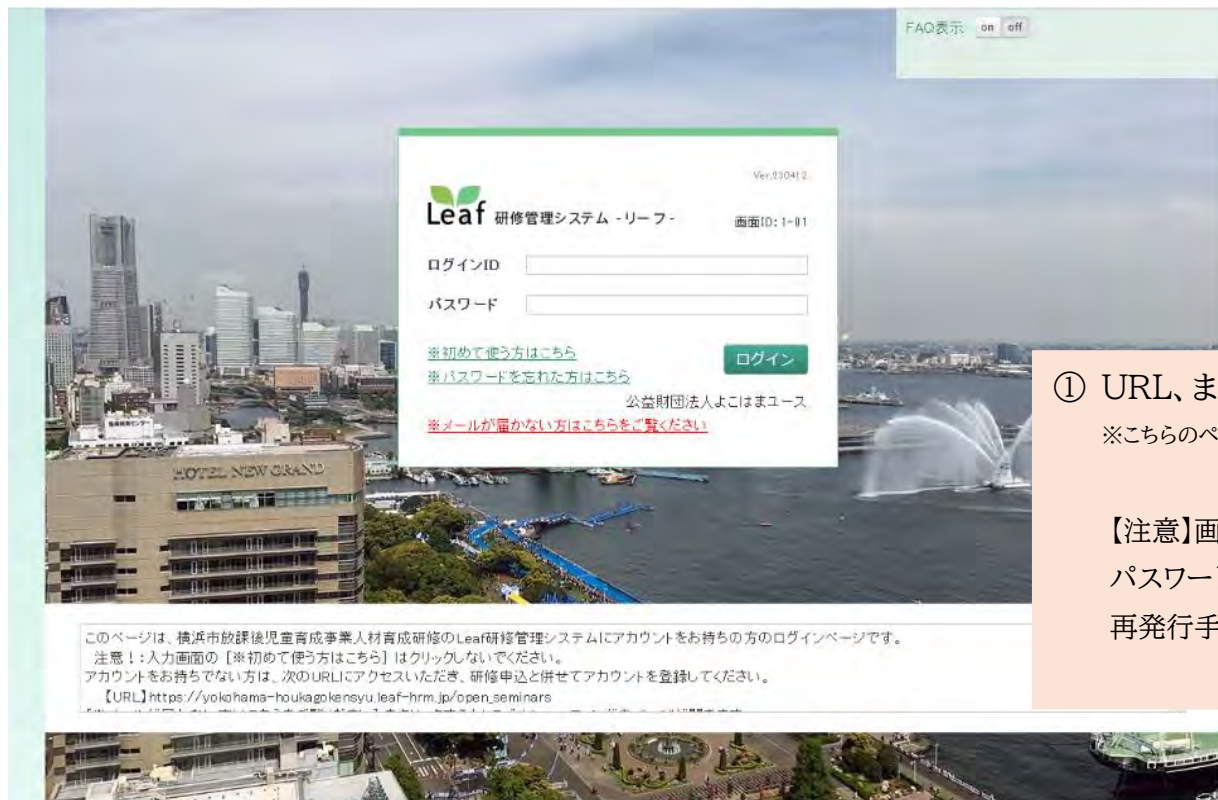 FAQ表示 on off
Ver.230412
Leaf 研修管理システム -リーフ-
画面ID: 1-01
ログインID
パスワード
※初めて使う方はこちら
ログイン
※パスワードを忘れた方はこちら
公益財団法人よこはまユース
※メールが届かない方はこちらをご覧ください
HOTEL NEW GRAND
① URL、ま
※こちらのペ
【注意】画
パスワー
再発行手
このページは、横浜市放課後児童育成事業人材育成研修のLeaf研修管理システムにアカウントをお持ちの方のログインページです。
注意！：入力画面の［※初めて使う方はこちら］はクリックしないでください。
アカウントをお持ちでない方は、次のURLにアクセスいただき、研修申込と併せてアカウントを登録してください。
【URL】https://yokohama-houkagokensyu.leaf-hrm.jp/open_seminars